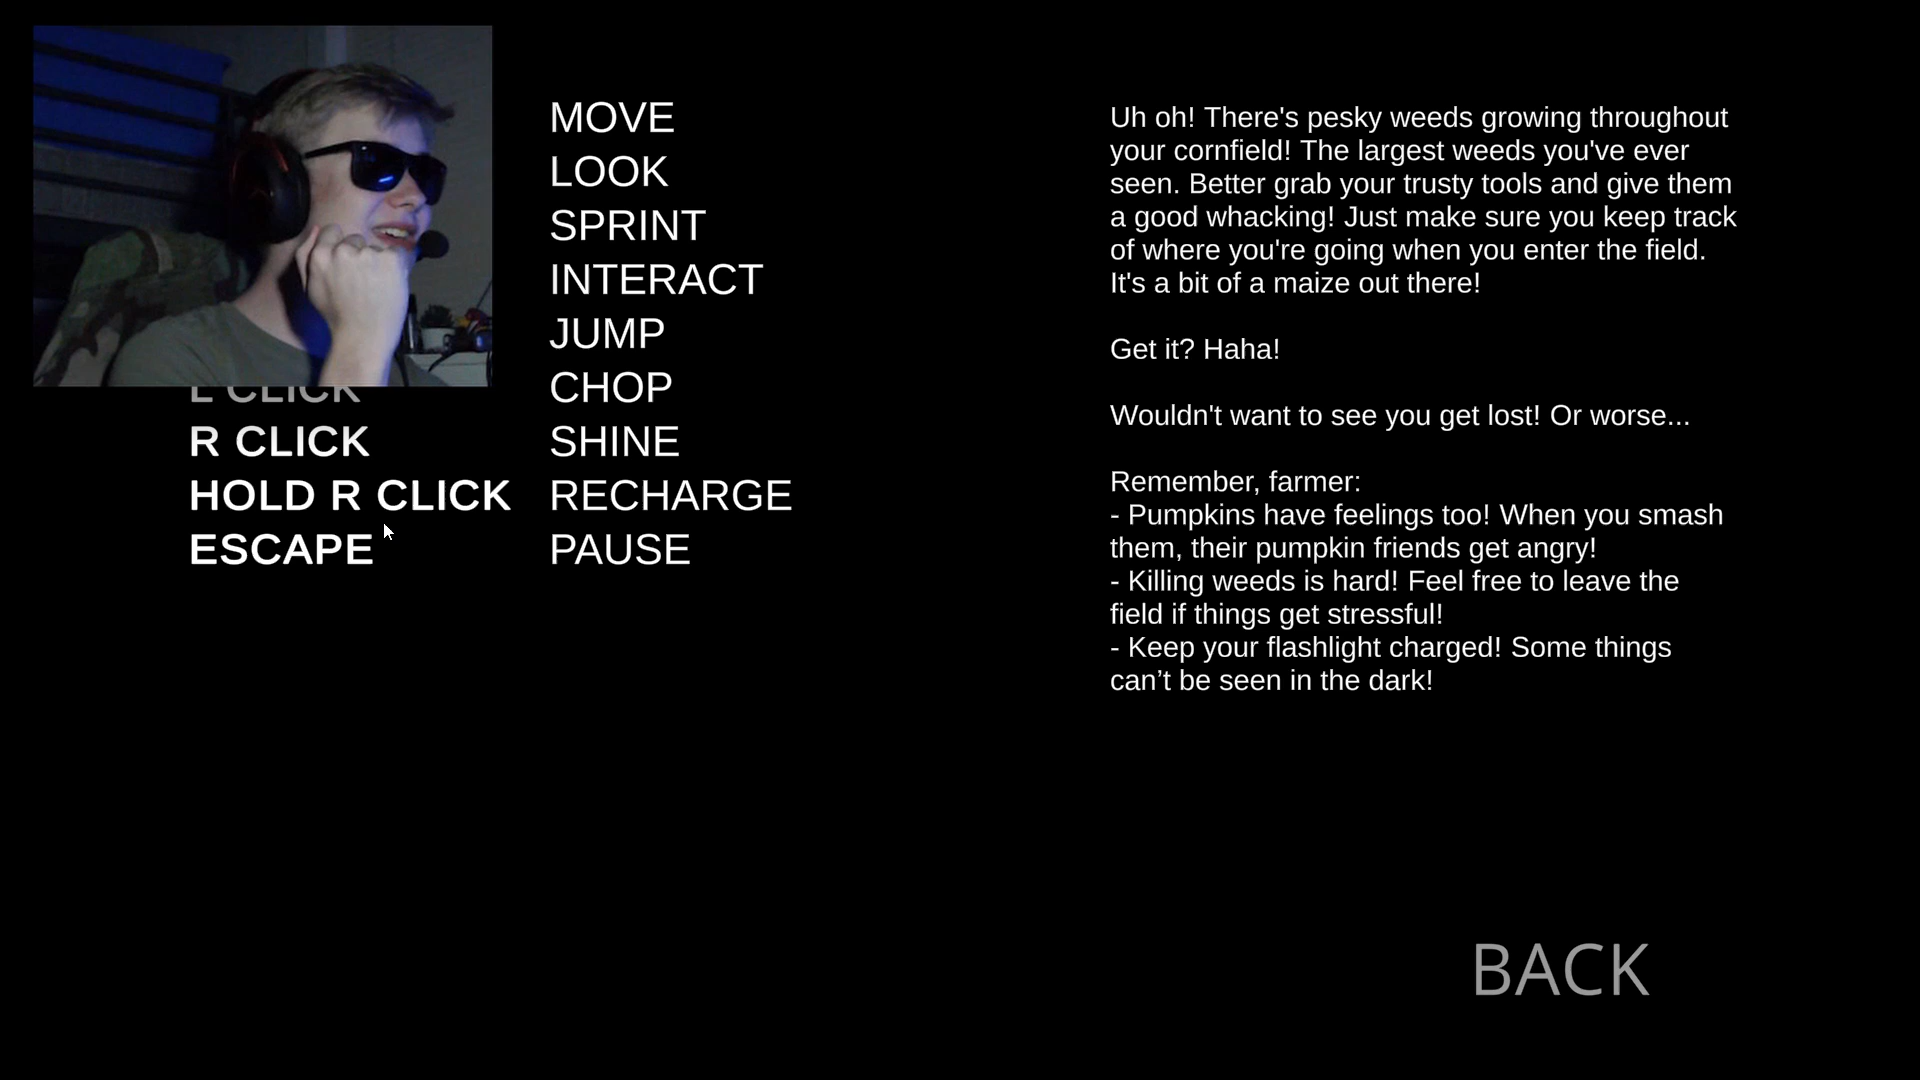 MOVE
LOOK
SPRINT
INTERACT
JUMP
L CLICK CHOP
R CLICK SHINE
HOLD R CLICK RECHARGE
ESCAPE PAUSE
Uh oh! There's pesky weeds growing throughout
your cornfield! The largest weeds you've ever
seen. Better grab your trusty tools and give them
a good whacking! Just make sure you keep track
of where you're going when you enter the field.
It's a bit of a maize out there!
Get it? Haha!
Wouldn't want to see you get lost! Or worse...
Remember, farmer:
- Pumpkins have feelings too! When you smash
them, their pumpkin friends get angry!
- Killing weeds is hard! Feel free to leave the
field if things get stressful!
- Keep your flashlight charged! Some things
can’t be seen in the dark!
BACK